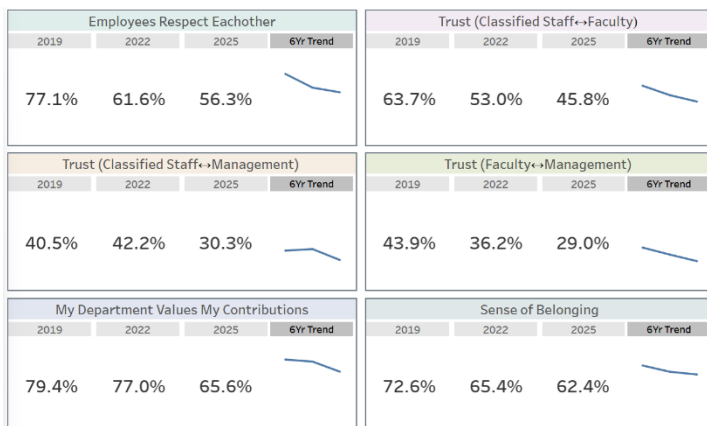 Employees Respect Eachother
2019 2022 2025 6Yr Trend
77.1% 61.6% 56.3%
Trust (Classified Staff↔Faculty)
2019 2022 2025 6Yr Trend
63.7% 53.0% 45.8%
Trust (Classified Staff↔Management)
2019 2022 2025 6Yr Trend
40.5% 42.2% 30.3%
Trust (Faculty↔Management)
2019 2022 2025 6Yr Trend
43.9% 36.2% 29.0%
My Department Values My Contributions
2019 2022 2025 6Yr Trend
79.4% 77.0% 65.6%
Sense of Belonging
2019 2022 2025 6Yr Trend
72.6% 65.4% 62.4%